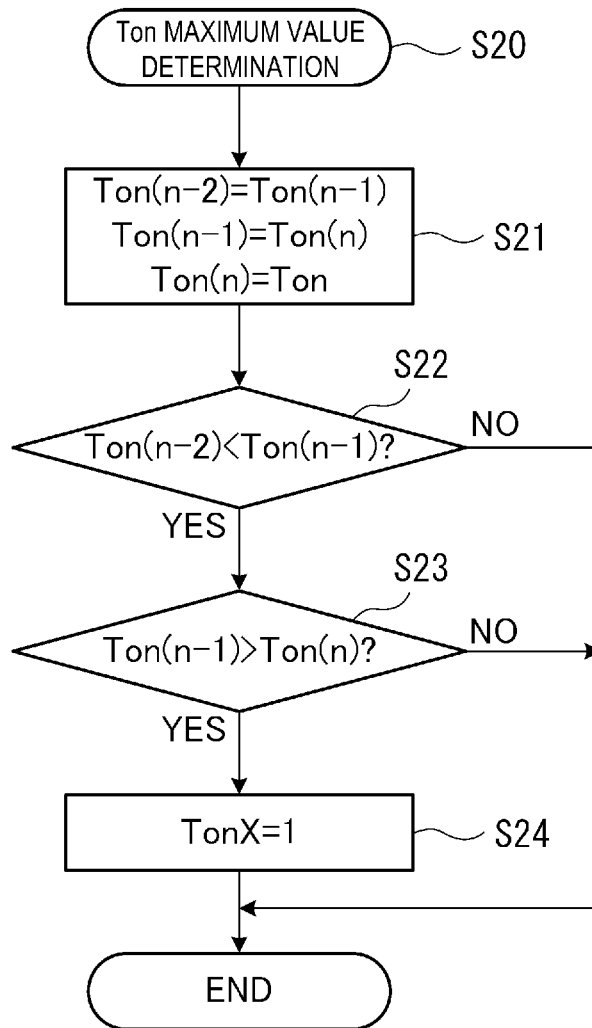 Ton MAXIMUM VALUE
DETERMINATION
S20
Ton(n-2)=Ton(n-1)
Ton(n-1)=Ton(n)
Ton(n)=Ton
S21
S22
Ton(n-2)<Ton(n-1)?
NO
YES
S23
Ton(n-1)>Ton(n)?
NO
YES
TonX=1
S24
END